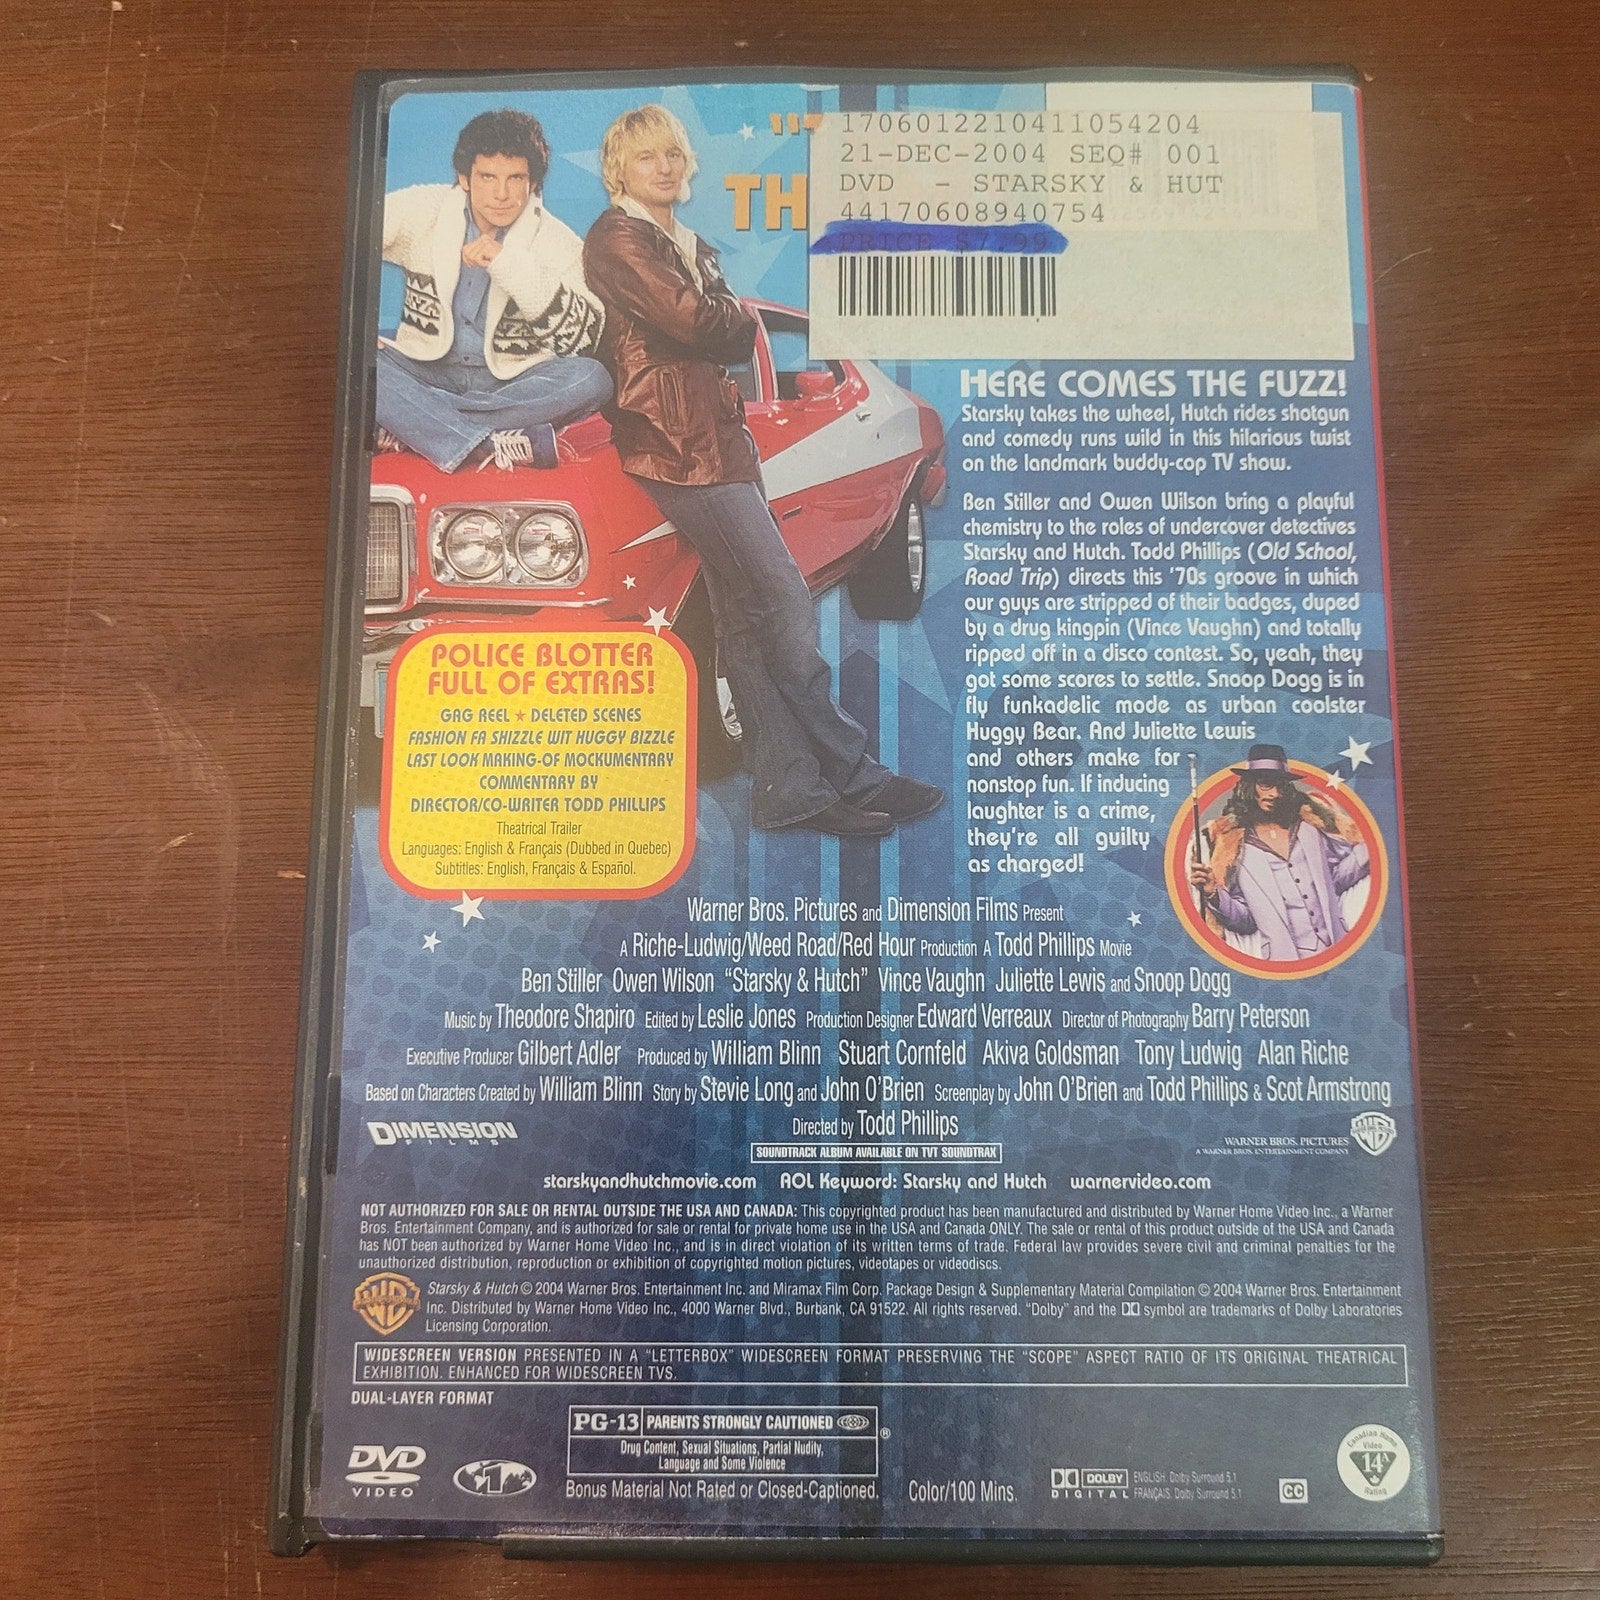 "T
TH
1706012210411054204
21-DEC-2004 SEQ# 001
DVD - STARSKY & HUT
44170608940754
PRICE $7.99
HERE COMES THE FUZZ!
Starsky takes the wheel, Hutch rides shotgun
and comedy runs wild in this hilarious twist
on the landmark buddy-cop TV show.
Ben Stiller and Owen Wilson bring a playful
chemistry to the roles of undercover detectives
Starsky and Hutch. Todd Phillips (Old School,
Road Trip) directs this '70s groove in which
our guys are stripped of their badges, duped
by a drug kingpin (Vince Vaughn) and totally
ripped off in a disco contest. So, yeah, they
got some scores to settle. Snoop Dogg is in
fly funkadelic mode as urban coolster
Huggy Bear. And Juliette Lewis
and others make for
nonstop fun. If inducing
laughter is a crime,
they're all guilty
as charged!
POLICE BLOTTER
FULL OF EXTRAS!
GAG REEL ★ DELETED SCENES
FASHION FA SHIZZLE WIT HUGGY BIZZLE
LAST LOOK MAKING-OF MOCKUMENTARY
COMMENTARY BY
DIRECTOR/CO-WRITER TODD PHILLIPS
Theatrical Trailer
Languages: English & Français (Dubbed in Quebec)
Subtitles: English, Français & Español.
Warner Bros. Pictures and Dimension Films Present
A Riche-Ludwig/Weed Road/Red Hour Production A Todd Phillips Movie
Ben Stiller Owen Wilson "Starsky & Hutch" Vince Vaughn Juliette Lewis and Snoop Dogg
Music by Theodore Shapiro Edited by Leslie Jones Production Designer Edward Verreaux Director of Photography Barry Peterson
Executive Producer Gilbert Adler Produced by William Blinn Stuart Cornfeld Akiva Goldsman Tony Ludwig Alan Riche
Based on Characters Created by William Blinn Story by Stevie Long and John O'Brien Screenplay by John O'Brien and Todd Phillips & Scot Armstrong
Directed by Todd Phillips
DIMENSION
FILMS
WARNER BROS. PICTURES
A WARNER BROS. ENTERTAINMENT COMPANY
SOUNDTRACK ALBUM AVAILABLE ON TVT SOUNDTRAX
starskyandhutchmovie.com AOL Keyword: Starsky and Hutch warnervideo.com
NOT AUTHORIZED FOR SALE OR RENTAL OUTSIDE THE USA AND CANADA: This copyrighted product has been manufactured and distributed by Warner Home Video Inc., a Warner
Bros. Entertainment Company, and is authorized for sale or rental for private home use in the USA and Canada ONLY. The sale or rental of this product outside of the USA and Canada
has NOT been authorized by Warner Home Video Inc., and is in direct violation of its written terms of trade. Federal law provides severe civil and criminal penalties for the
unauthorized distribution, reproduction or exhibition of copyrighted motion pictures, videotapes or videodiscs.
Starsky & Hutch © 2004 Warner Bros. Entertainment Inc. and Miramax Film Corp. Package Design & Supplementary Material Compilation © 2004 Warner Bros. Entertainment
Inc. Distributed by Warner Home Video Inc., 4000 Warner Blvd., Burbank, CA 91522. All rights reserved. "Dolby" and the DD symbol are trademarks of Dolby Laboratories
Licensing Corporation.
WIDESCREEN VERSION PRESENTED IN A "LETTERBOX" WIDESCREEN FORMAT PRESERVING THE "SCOPE" ASPECT RATIO OF ITS ORIGINAL THEATRICAL
EXHIBITION. ENHANCED FOR WIDESCREEN TVS.
DUAL-LAYER FORMAT
DVD
VIDEO
1
PG-13 PARENTS STRONGLY CAUTIONED ®
Drug Content, Sexual Situations, Partial Nudity,
Language and Some Violence
Bonus Material Not Rated or Closed-Captioned.
Color/100 Mins.
DOLBY
DIGITAL
ENGLISH: Dolby Surround 5.1
FRANÇAIS: Dolby Surround 5.1
CC
Canadian Home
Video
14A
Rating